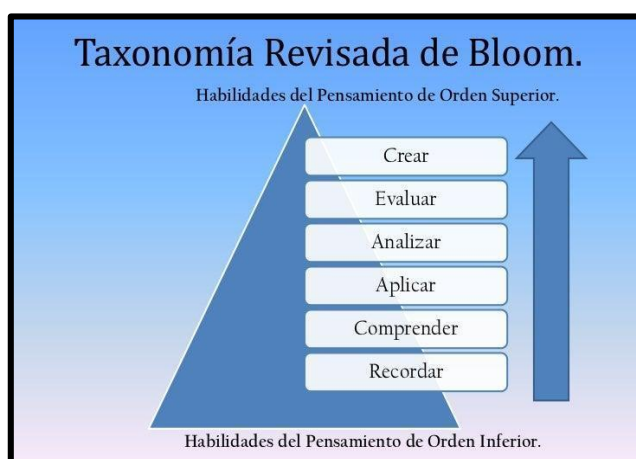 Taxonomía Revisada de Bloom.
Habilidades del Pensamiento de Orden Superior.
Crear
Evaluar
Analizar
Aplicar
Comprender
Recordar
Habilidades del Pensamiento de Orden Inferior.